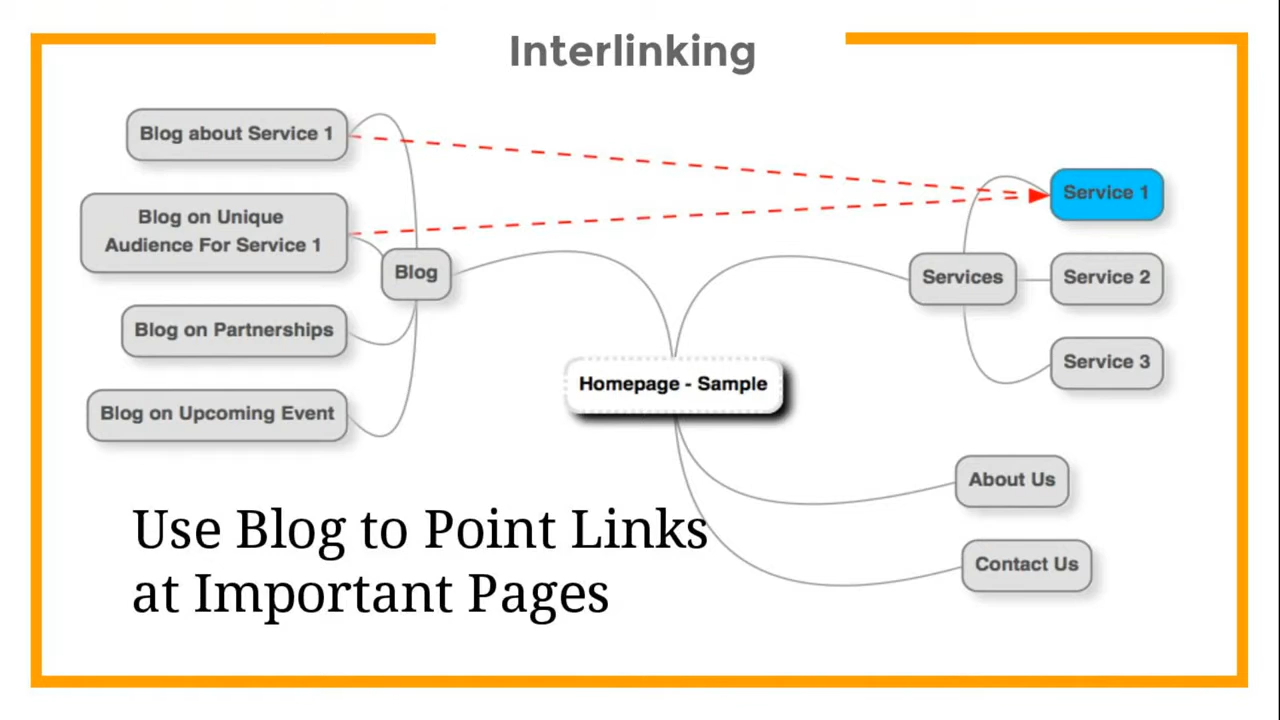 Interlinking
Blog about Service 1
Blog on Unique
Audience For Service 1
Blog
Blog on Partnerships
Blog on Upcoming Event
Homepage - Sample
Services
Service 1
Service 2
Service 3
About Us
Contact Us
Use Blog to Point Links
at Important Pages